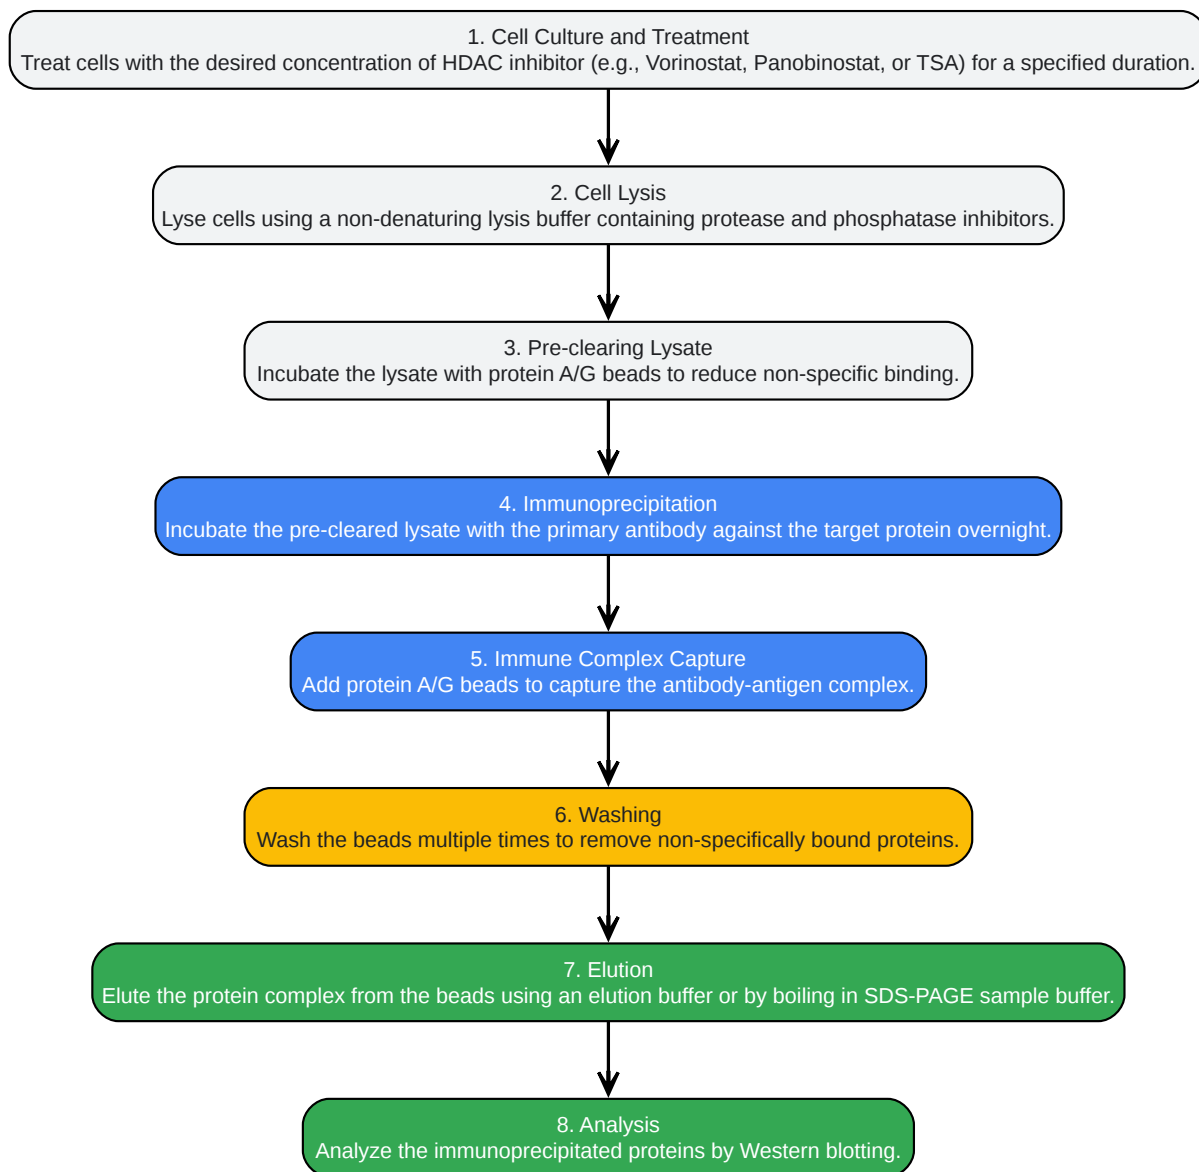 1. Cell Culture and Treatment
Treat cells with the desired concentration of HDAC inhibitor (e.g., Vorinostat, Panobinostat, or TSA) for a specified duration.
2. Cell Lysis
Lyse cells using a non-denaturing lysis buffer containing protease and phosphatase inhibitors.
3. Pre-clearing Lysate
Incubate the lysate with protein A/G beads to reduce non-specific binding.
4. Immunoprecipitation
Incubate the pre-cleared lysate with the primary antibody against the target protein overnight.
5. Immune Complex Capture
Add protein A/G beads to capture the antibody-antigen complex.
6. Washing
Wash the beads multiple times to remove non-specifically bound proteins.
7. Elution
Elute the protein complex from the beads using an elution buffer or by boiling in SDS-PAGE sample buffer.
8. Analysis
Analyze the immunoprecipitated proteins by Western blotting.